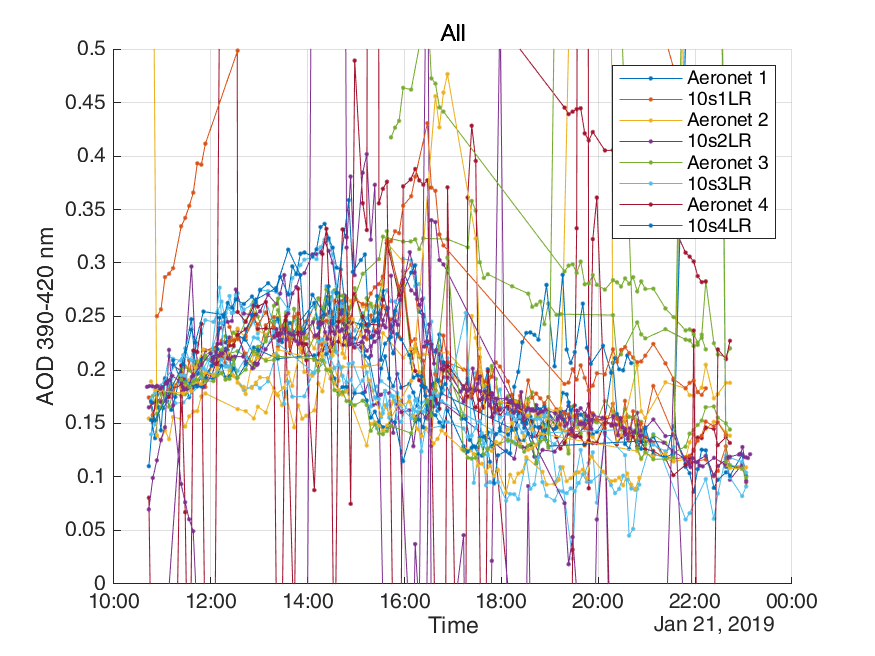 All
0.5
0.45
0.4
0.35
0.3
0.25
0.2
0.15
0.1
0.05
0
AOD 390-420 nm
Aeronet 1
10s1LR
Aeronet 2
10s2LR
Aeronet 3
10s3LR
Aeronet 4
10s4LR
10:00 12:00 14:00 16:00 18:00 20:00 22:00 00:00
Time
Jan 21, 2019